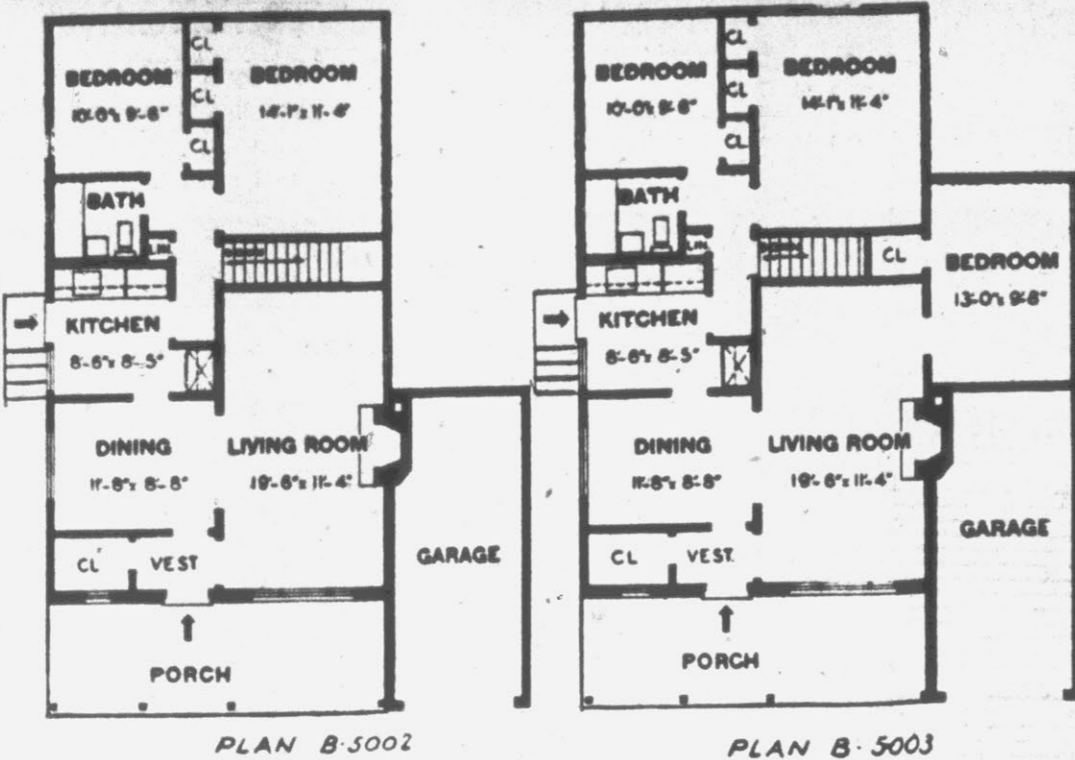 CL
BEDROOM
10'-0"x 9'-6"
CL
BEDROOM
14'-1"x 11'-4"
CL
BATH
LIN.
KITCHEN
8'-6"x 8'-5"
DINING
11'-8"x 8'-8"
LIVING ROOM
19'-6"x 11'-4"
CL
VEST
GARAGE
PORCH
PLAN B-5002
CL
BEDROOM
10'-0"x 9'-6"
CL
BEDROOM
14'-1"x 11'-4"
CL
BATH
LIN.
CL
BEDROOM
13'-0"x 9'-8"
KITCHEN
8'-6"x 8'-5"
DINING
11'-8"x 8'-8"
LIVING ROOM
19'-6"x 11'-4"
CL
VEST.
GARAGE
PORCH
PLAN B-5003